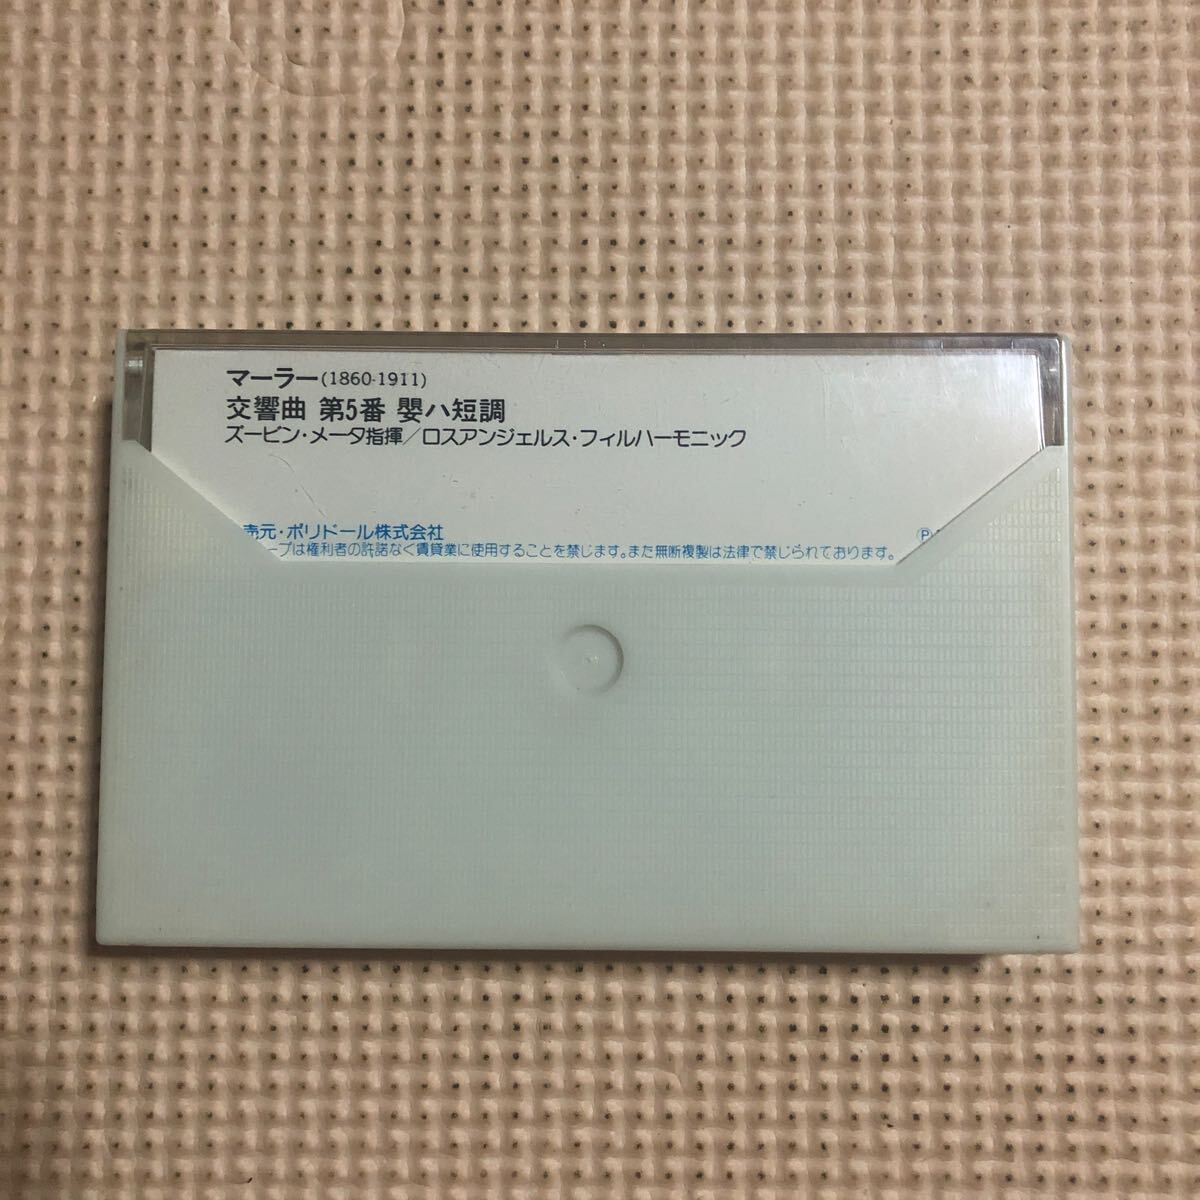 マーラー(1860-1911)
交響曲 第5番 嬰ハ短調
ズービン・メータ指揮/ロスアンジェルス・フィルハーモニック
売元・ポリドール株式会社 Ⓟ
ープは権利者の許諾なく賃貸業に使用することを禁じます。また無断複製は法律で禁じられております。